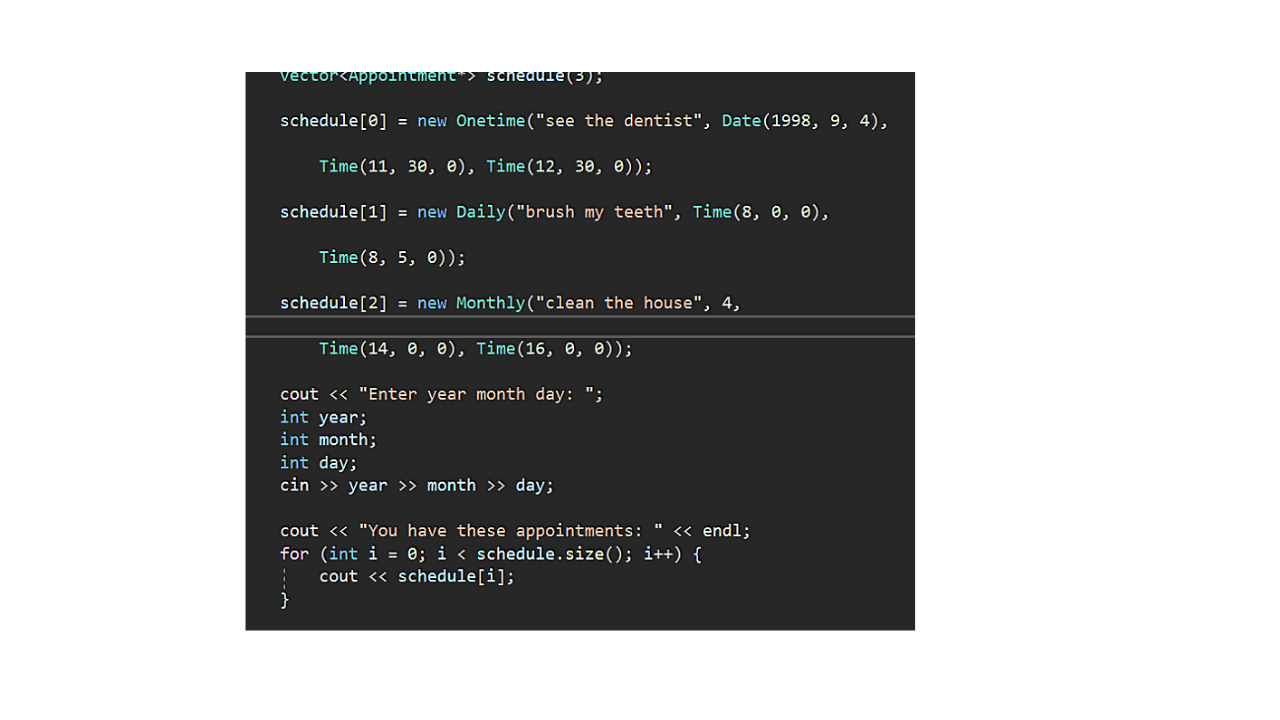 vector<Appointment*> schedule(3);
schedule[0] = new Onetime("see the dentist", Date(1998, 9, 4),
Time(11, 30, 0), Time(12, 30, 0));
schedule[1] = new Daily("brush my teeth", Time(8, 0, 0),
Time(8, 5, 0));
schedule[2] = new Monthly("clean the house", 4,
Time(14, 0, 0), Time(16, 0, 0));
cout << "Enter year month day: ";
int year;
int month;
int day;
cin >> year >> month >> day;
cout << "You have these appointments: " << endl;
for (int i = 0; i < schedule.size(); i++) {
cout << schedule[i];
}